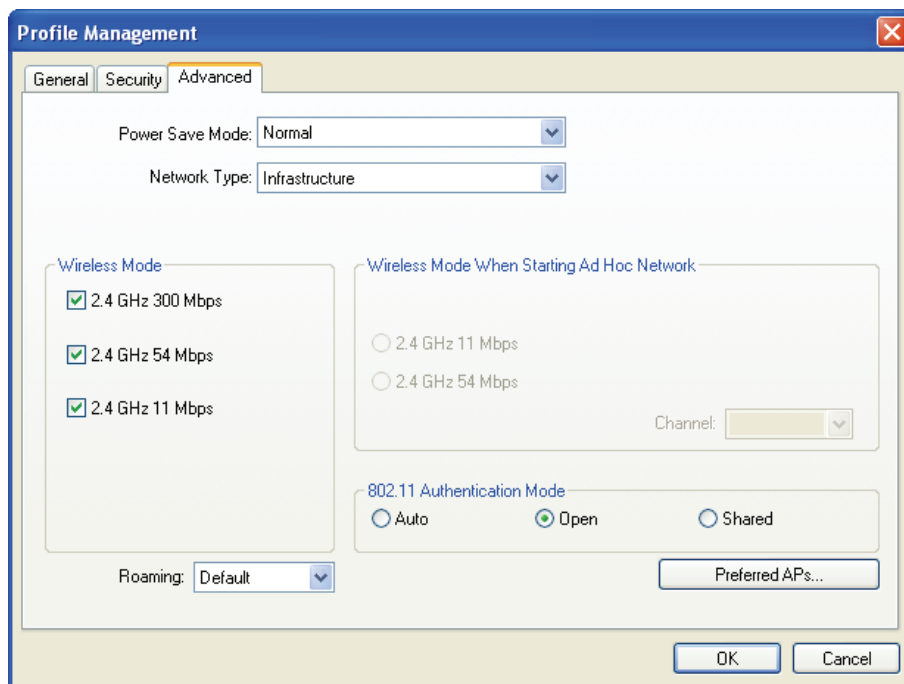 Profile Management
General Security Advanced
Power Save Mode: Normal
Network Type: Infrastructure
Wireless Mode
2.4 GHz 300 Mbps
2.4 GHz 54 Mbps
2.4 GHz 11 Mbps
Wireless Mode When Starting Ad Hoc Network
2.4 GHz 11 Mbps
2.4 GHz 54 Mbps
Channel:
802.11 Authentication Mode
Auto Open Shared
Roaming: Default
Preferred APs...
OK Cancel